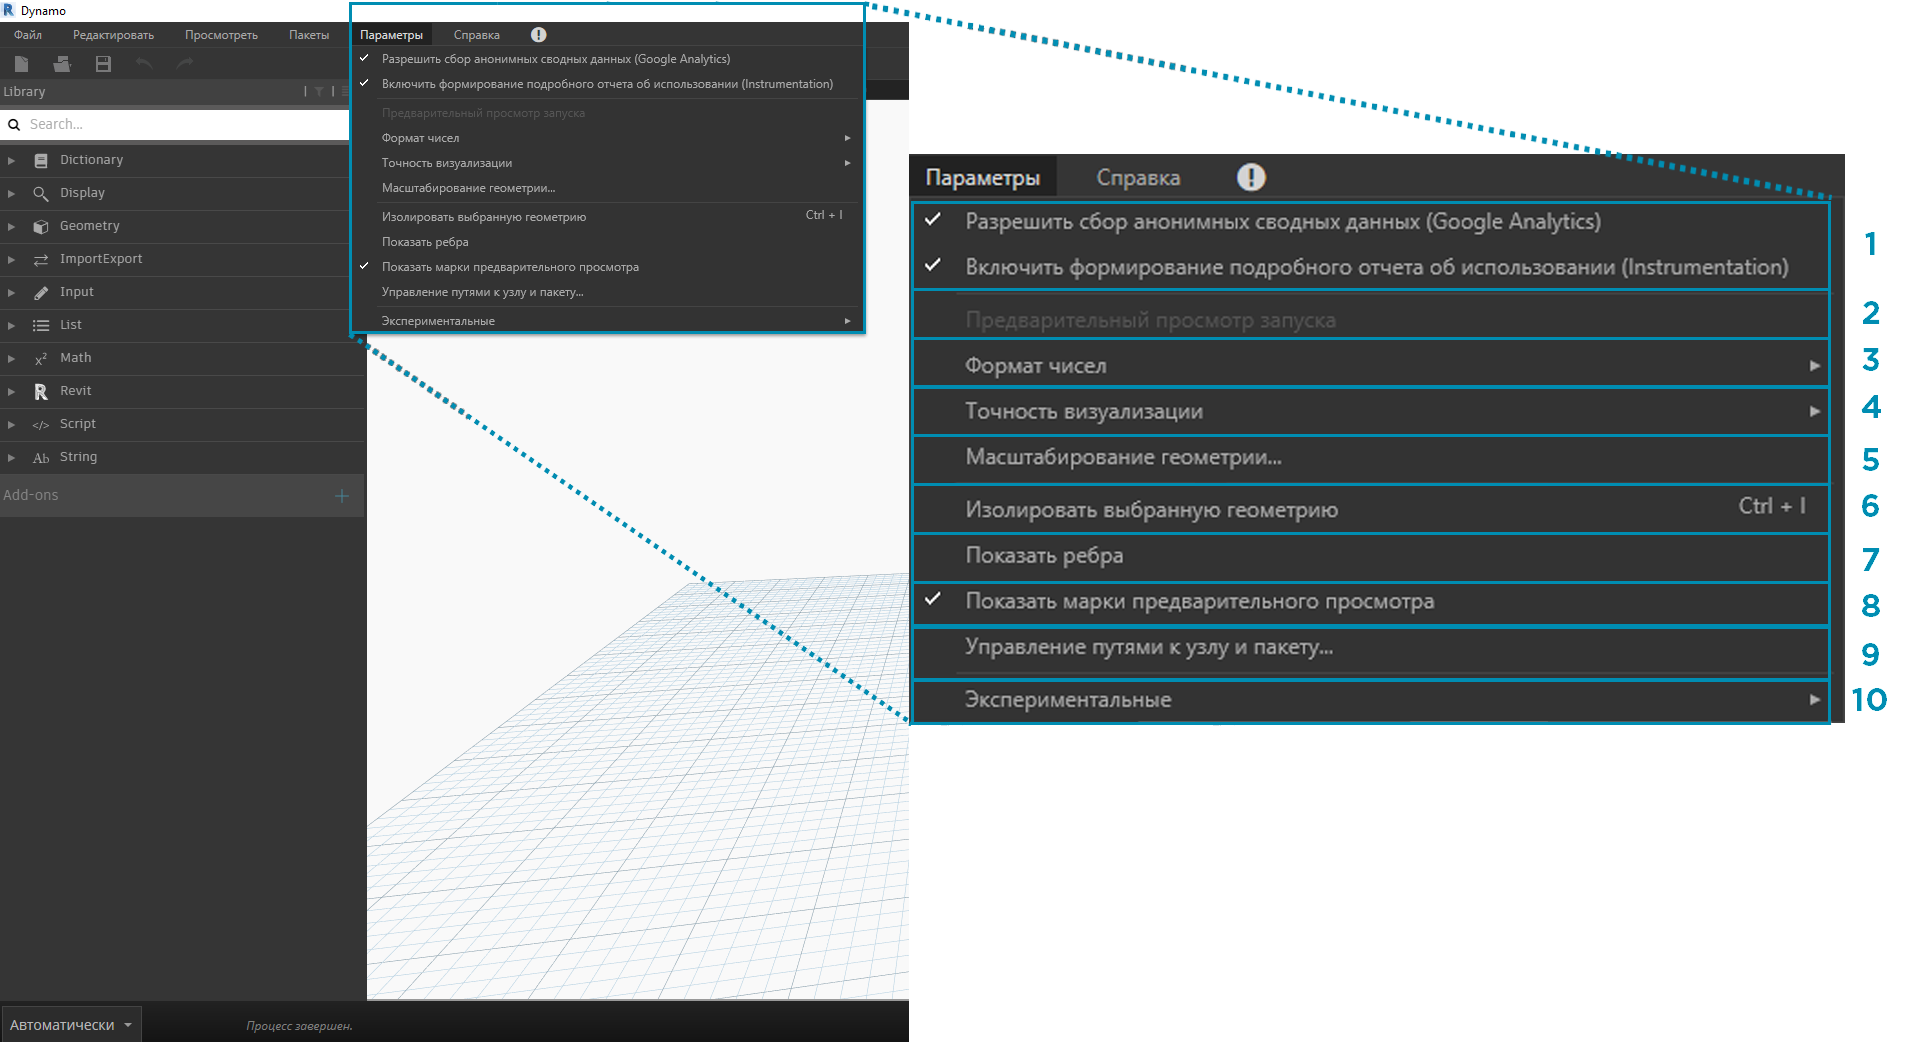 Dynamo
Файл Редактировать Просмотреть Пакеты Параметры Справка
Library
Search...
Dictionary
Display
Geometry
ImportExport
Input
List
Math
Revit
Script
String
Add-ons
Разрешить сбор анонимных сводных данных (Google Analytics)
Включить формирование подробного отчета об использовании (Instrumentation)
Предварительный просмотр запуска
Формат чисел
Точность визуализации
Масштабирование геометрии...
Изолировать выбранную геометрию Ctrl + I
Показать ребра
Показать марки предварительного просмотра
Управление путями к узлу и пакету...
Экспериментальные
Автоматически
Процесс завершен.
Параметры Справка
Разрешить сбор анонимных сводных данных (Google Analytics)
1
Включить формирование подробного отчета об использовании (Instrumentation)
Предварительный просмотр запуска 2
Формат чисел 3
Точность визуализации 4
Масштабирование геометрии... 5
Изолировать выбранную геометрию Ctrl + I 6
Показать ребра 7
Показать марки предварительного просмотра 8
Управление путями к узлу и пакету... 9
Экспериментальные 10